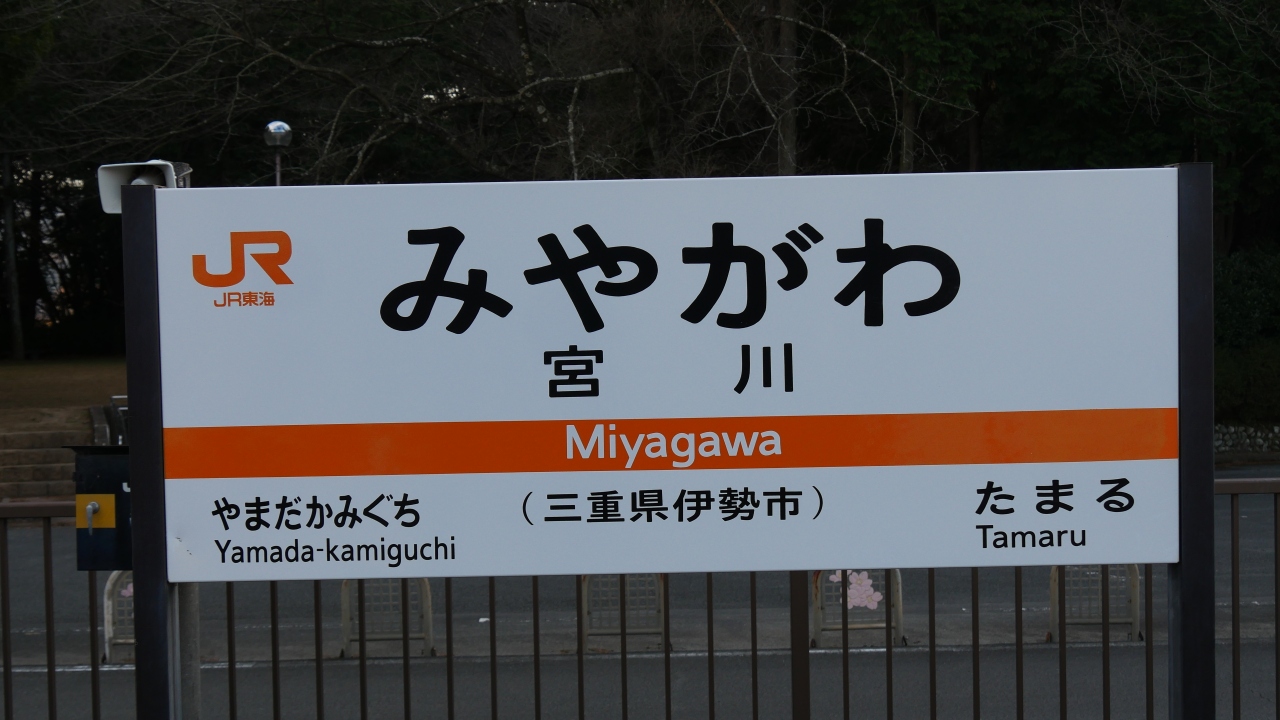 JR
JR東海
みやがわ
宮川
Miyagawa
やまだかみぐち
Yamada-kamiguchi
（三重県伊勢市）
たまる
Tamaru